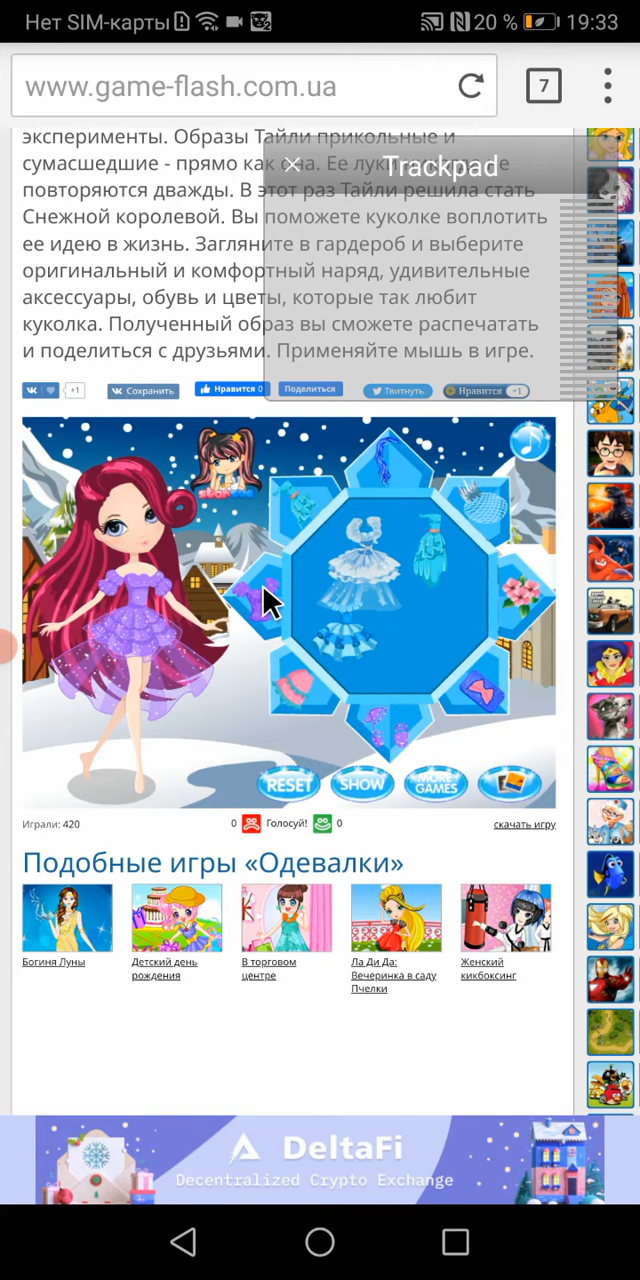 Нет SIM-карты 20 % 19:33
www.game-flash.com.ua 7
эксперименты. Образы Тайли прикольные и
Trackpad
сумасшедшие - прямо как она. Ее луки никогда не
повторяются дважды. В этот раз Тайли решила стать
Снежной королевой. Вы поможете куколке воплотить
ее идею в жизнь. Загляните в гардероб и выберите
оригинальный и комфортный наряд, удивительные
аксессуары, обувь и цветы, которые так любит
куколка. Полученный образ вы сможете распечатать
и поделиться с друзьями. Применяйте мышь в игре.
+1 Сохранить Нравится 0 Поделиться Твитнуть Нравится +1
RESET SHOW MORE GAMES
Играли: 420 0 Голосуй! 0 скачать игру
Подобные игры «Одевалки»
Богиня Луны
Детский день рождения
В торговом центре
Ла Ди Да: Вечеринка в саду Пчелки
Женский кикбоксинг
DeltaFi
Decentralized Crypto Exchange